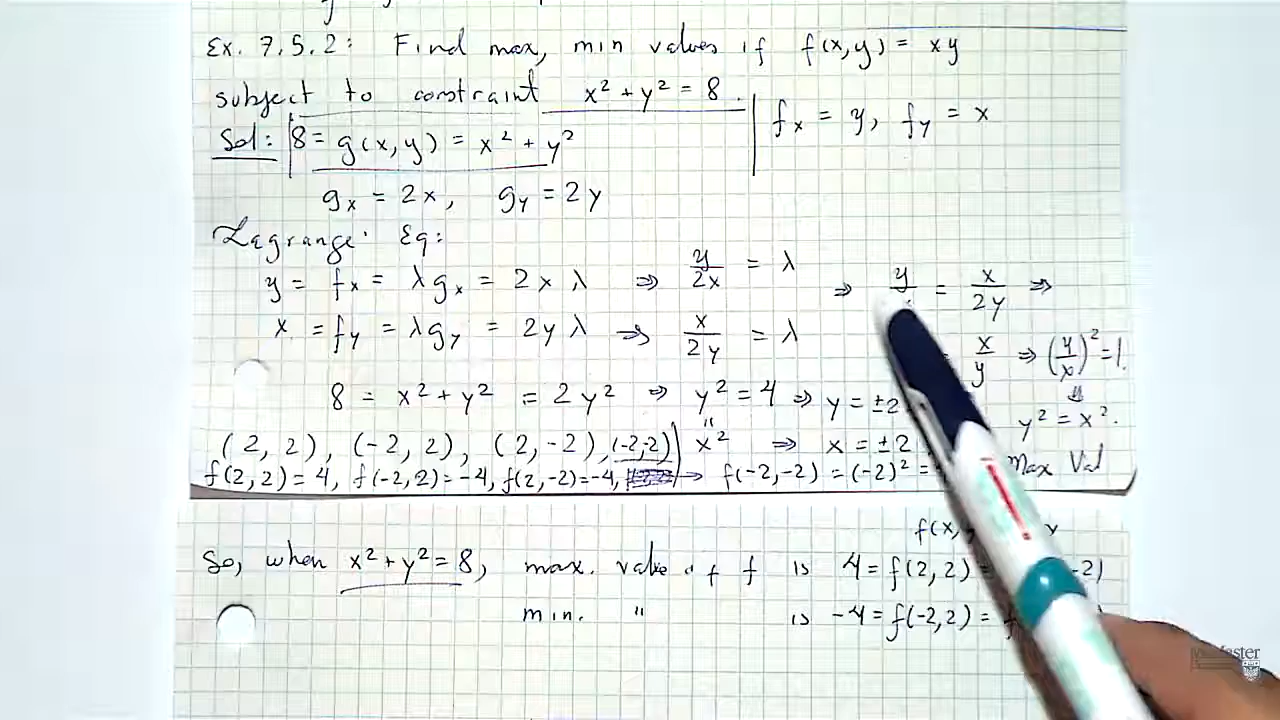 Ex. 7.5.2: Find max, min values if f(x,y) = xy
subject to constraint x² + y² = 8.
fx = y, fy = x
Sol: 8 = g(x,y) = x² + y²
gx = 2x, gy = 2y
Lagrange Eq:
y = fx = λgx = 2xλ ⇒ y/2x = λ
x = fy = λgy = 2yλ ⇒ x/2y = λ
⇒ y/ = x/2y ⇒
= x/y ⇒ (y/x)² = 1.
⇓
y² = x².
8 = x² + y² = 2y² ⇒ y² = 4 ⇒ y = ±2
" x² ⇒ x = ±2
(2, 2), (-2, 2), (2, -2), (-2,-2)
f(2,2) = 4, f(-2,2) = -4, f(2,-2) = -4, → f(-2,-2) = (-2)² = Max Val
f(x,
So, when x² + y² = 8, max. value of f is 4 = f(2,2) = -2)
min. " is -4 = f(-2,2) = f